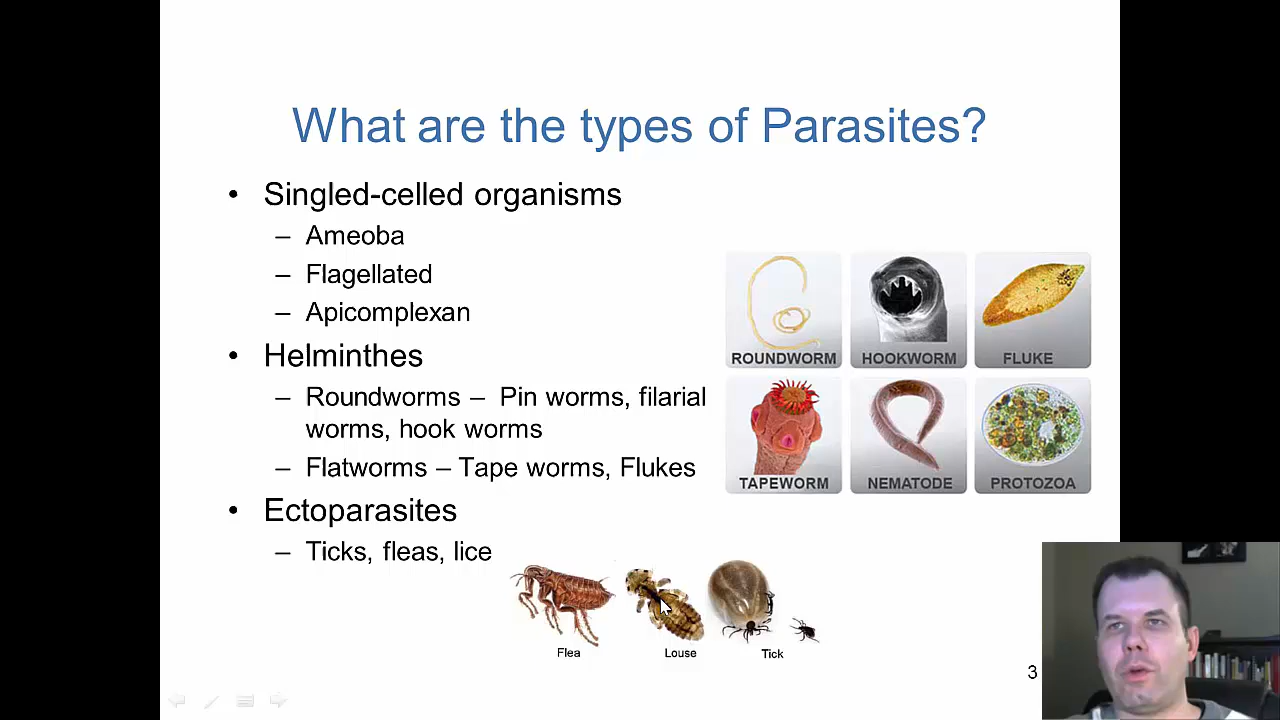 What are the types of Parasites?
• Singled-celled organisms
– Ameoba
– Flagellated
– Apicomplexan
• Helminthes
– Roundworms – Pin worms, filarial
worms, hook worms
– Flatworms – Tape worms, Flukes
• Ectoparasites
– Ticks, fleas, lice
ROUNDWORM
HOOKWORM
FLUKE
TAPEWORM
NEMATODE
PROTOZOA
Flea
Louse
Tick
3